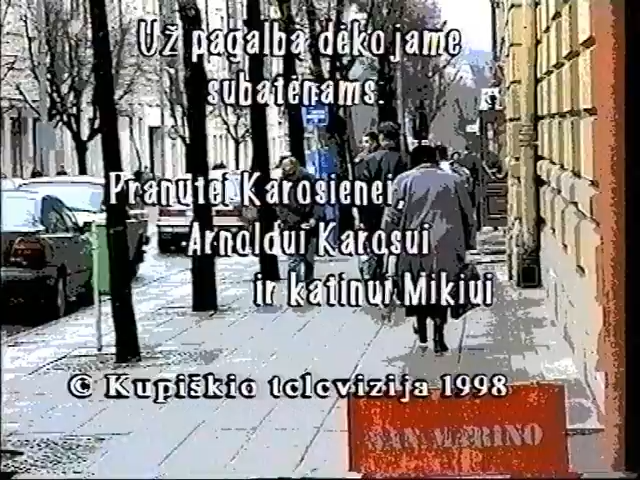 Už pagalbą dėkojame
subatėnams.
Pranutei Karosienei,
Arnoldui Karosui
ir katinui Mikiui
© Kupiškio televizija 1998
SAN MARINO